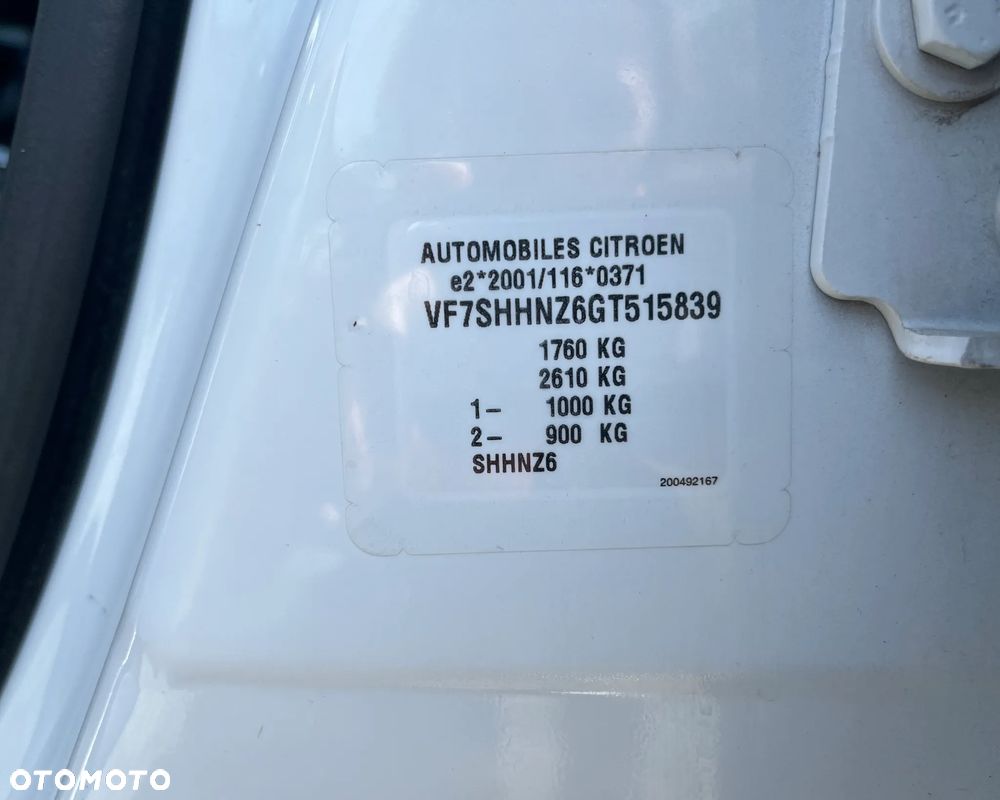 AUTOMOBILES CITROEN
e2*2001/116*0371
VF7SHHNZ6GT515839
1760 KG
2610 KG
1- 1000 KG
2- 900 KG
SHHNZ6
200492167
OTOMOTO